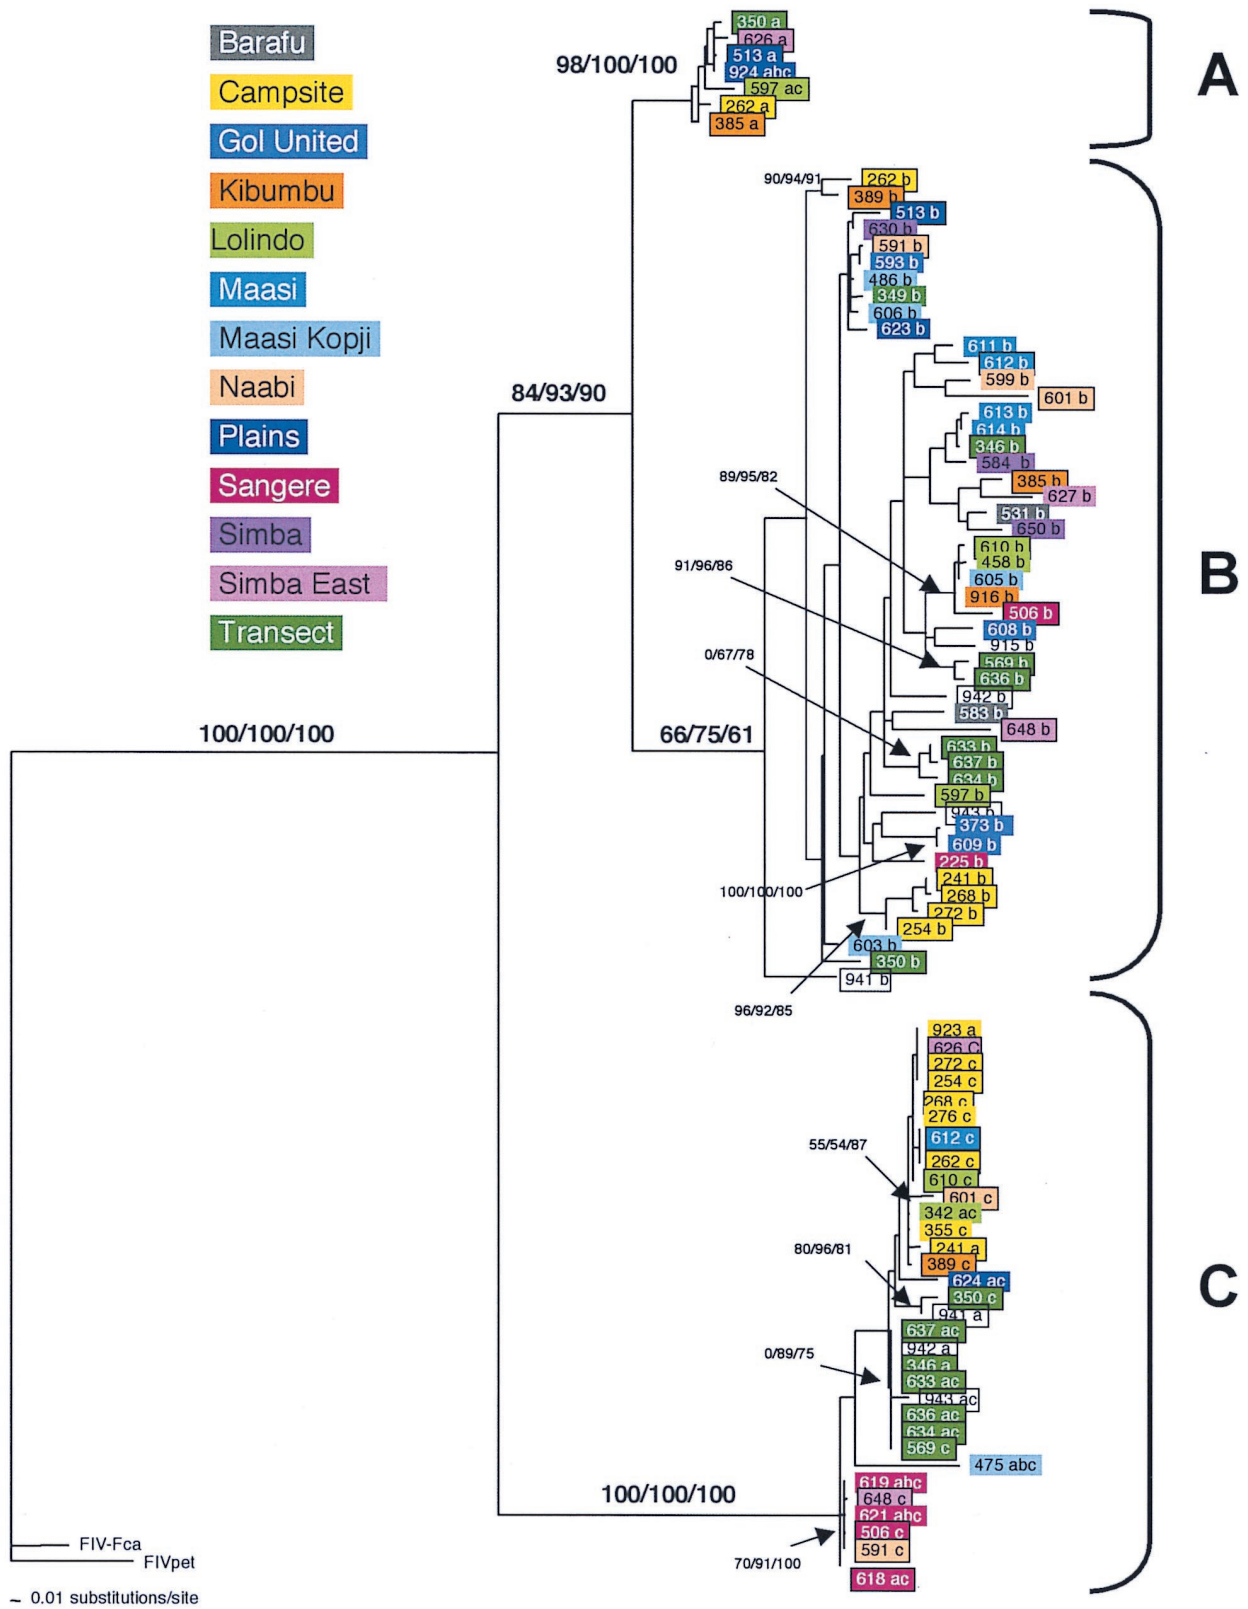 Barafu
Campsite
Gol United
Kibumbu
Lolindo
Maasi
Maasi Kopji
Naabi
Plains
Sangere
Simba
Simba East
Transect
98/100/100
350 a
626 a
513 a
924 abc
597 ac
262 a
385 a
A
84/93/90
90/94/91
262 b
389 b
513 b
630 b
591 b
593 b
486 b
349 b
606 b
623 b
611 b
612 b
599 b
601 b
613 b
614 b
346 b
584 b
89/95/82
385 b
627 b
531 b
650 b
610 b
458 b
91/96/86
605 b
916 b
506 b
608 b
915 b
0/67/78
569 b
636 b
942 b
583 b
648 b
B
100/100/100
66/75/61
633 b
637 b
634 b
597 b
943 b
373 b
609 b
225 b
100/100/100
241 b
268 b
272 b
254 b
603 b
350 b
941 b
96/92/85
923 a
626 C
272 c
254 c
268 c
276 c
612 c
55/54/87
262 c
610 c
601 c
342 ac
355 c
80/96/81
241 a
389 c
624 ac
350 c
941 a
C
637 ac
942 a
0/89/75
346 a
633 ac
943 ac
636 ac
634 ac
569 c
475 abc
100/100/100
619 abc
648 c
621 abc
506 c
591 c
70/91/100
618 ac
FIV-Fca
FIVpet
~ 0.01 substitutions/site